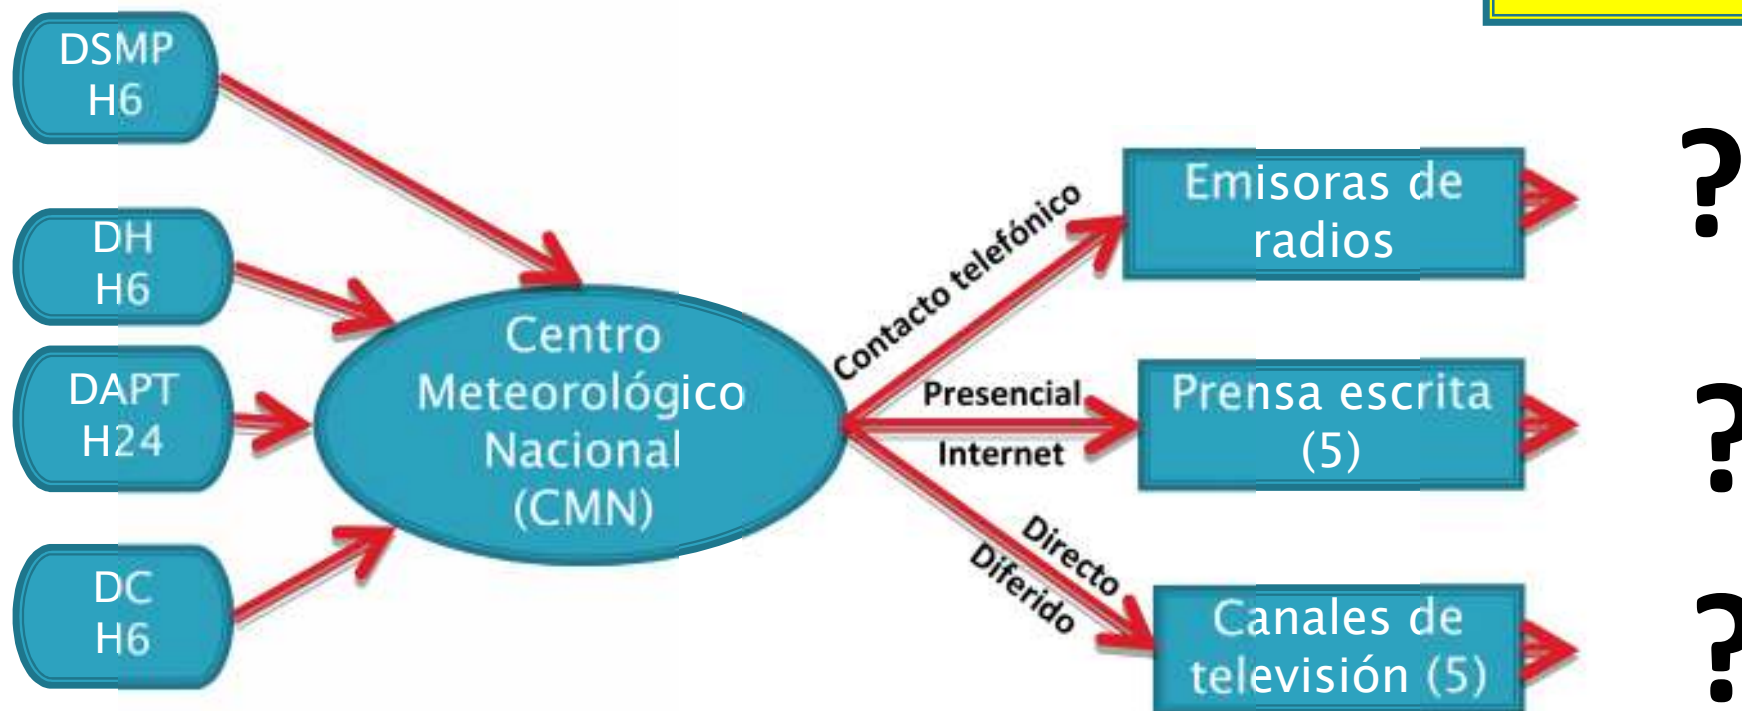 DSMP
H6
DH
H6
DAPT
H24
DC
H6
Centro
Meteorológico
Nacional
(CMN)
Contacto telefónico
Presencial
Internet
Directo
Diferido
Emisoras de
radios
Prensa escrita
(5)
Canales de
televisión (5)
?
?
?